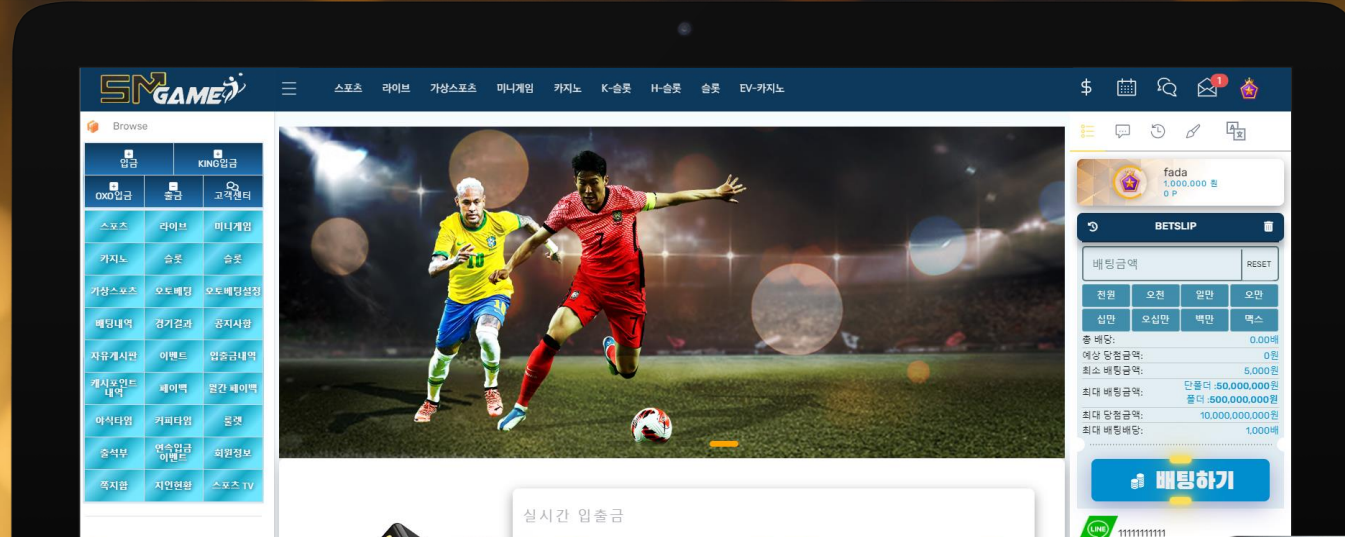 SM GAME
스포츠 라이브 가상스포츠 미니게임 카지노 K-슬롯 H-슬롯 슬롯 EV-카지노
1
Browse
입금 KING입금
OXO입금 출금 고객센터
스포츠 라이브 미니게임
카지노 슬롯 슬롯
가상스포츠 오토베팅 오토베팅설정
배팅내역 경기결과 공지사항
자유게시판 이벤트 입출금내역
캐시포인트
내역
페이백 월간 페이백
야식타임 커피타임 룰렛
출석부
연속입금
이벤트
회원정보
쪽지함 지인현황 스포츠 TV
10
7
실시간 입출금
fada
1,000,000 원
0 P
BETSLIP
배팅금액 RESET
전원 오천 일만 오만
십만 오십만 백만 맥스
총 배당: 0.00배
예상 당첨금액: 0원
최소 배팅금액: 5,000원
최대 배팅금액: 단폴더 :50,000,000원
폴더 :500,000,000원
최대 당첨금액: 10,000,000,000원
최대 배팅배당: 1,000배
배팅하기
LINE 11111111111